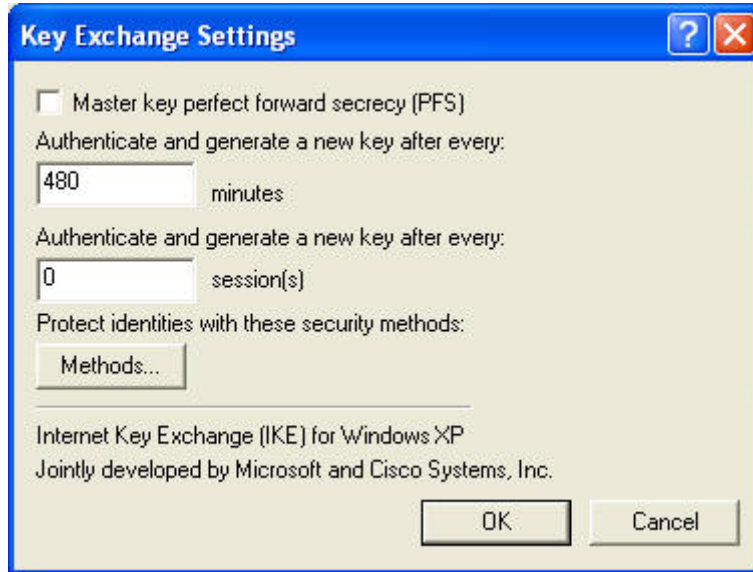 Key Exchange Settings
Master key perfect forward secrecy (PFS)
Authenticate and generate a new key after every:
480 minutes
Authenticate and generate a new key after every:
0 session(s)
Protect identities with these security methods:
Methods...
Internet Key Exchange (IKE) for Windows XP
Jointly developed by Microsoft and Cisco Systems, Inc.
OK Cancel